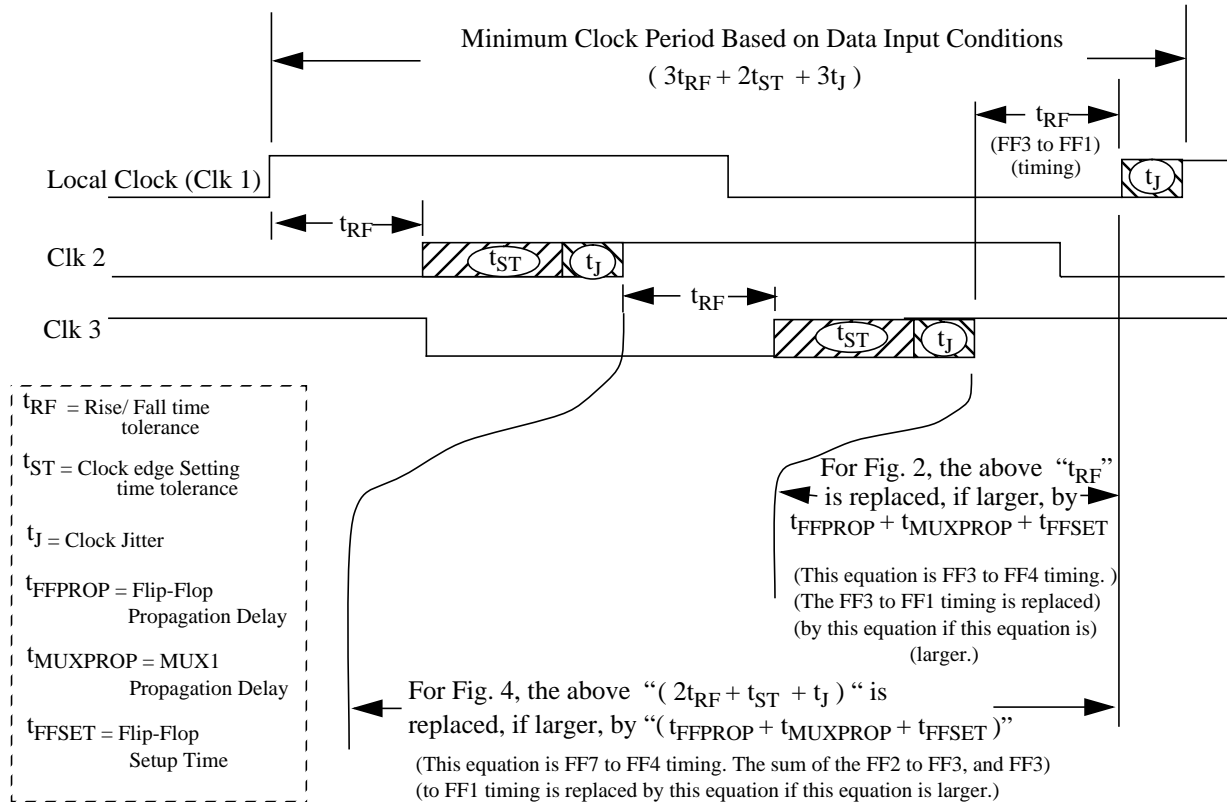 Minimum Clock Period Based on Data Input Conditions
( 3tRF + 2tST + 3tJ )
tRF
(FF3 to FF1)
(timing)
Local Clock (Clk 1)
tJ
tRF
Clk 2
tST
tJ
tRF
Clk 3
tST
tJ
tRF = Rise/ Fall time
tolerance
tST = Clock edge Setting
time tolerance
tJ = Clock Jitter
tFFPROP = Flip-Flop
Propagation Delay
tMUXPROP = MUX1
Propagation Delay
tFFSET = Flip-Flop
Setup Time
For Fig. 2, the above “tRF”
is replaced, if larger, by
tFFPROP + tMUXPROP + tFFSET
(This equation is FF3 to FF4 timing. )
(The FF3 to FF1 timing is replaced)
(by this equation if this equation is)
(larger.)
For Fig. 4, the above “( 2tRF + tST + tJ ) “ is
replaced, if larger, by “( tFFPROP + tMUXPROP + tFFSET )”
(This equation is FF7 to FF4 timing. The sum of the FF2 to FF3, and FF3)
(to FF1 timing is replaced by this equation if this equation is larger.)